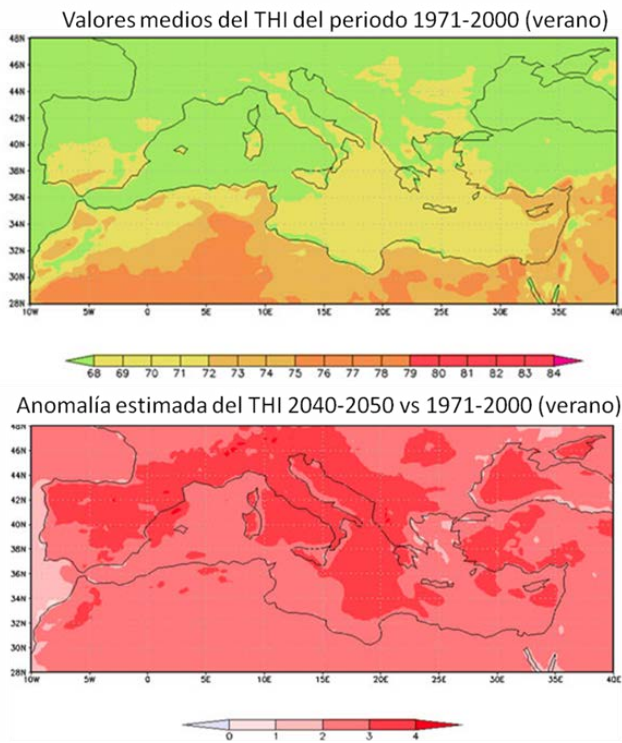 Valores medios del THI del periodo 1971-2000 (verano)
48N
46N
44N
42N
40N
38N
36N
34N
32N
30N
28N
10W 5W 0 5E 10E 15E 20E 25E 30E 35E 40E
68 69 70 71 72 73 74 75 76 77 78 79 80 81 82 83 84
Anomalía estimada del THI 2040-2050 vs 1971-2000 (verano)
48N
46N
44N
42N
40N
38N
36N
34N
32N
30N
28N
10W 5W 0 5E 10E 15E 20E 25E 30E 35E 40E
0 1 2 3 4